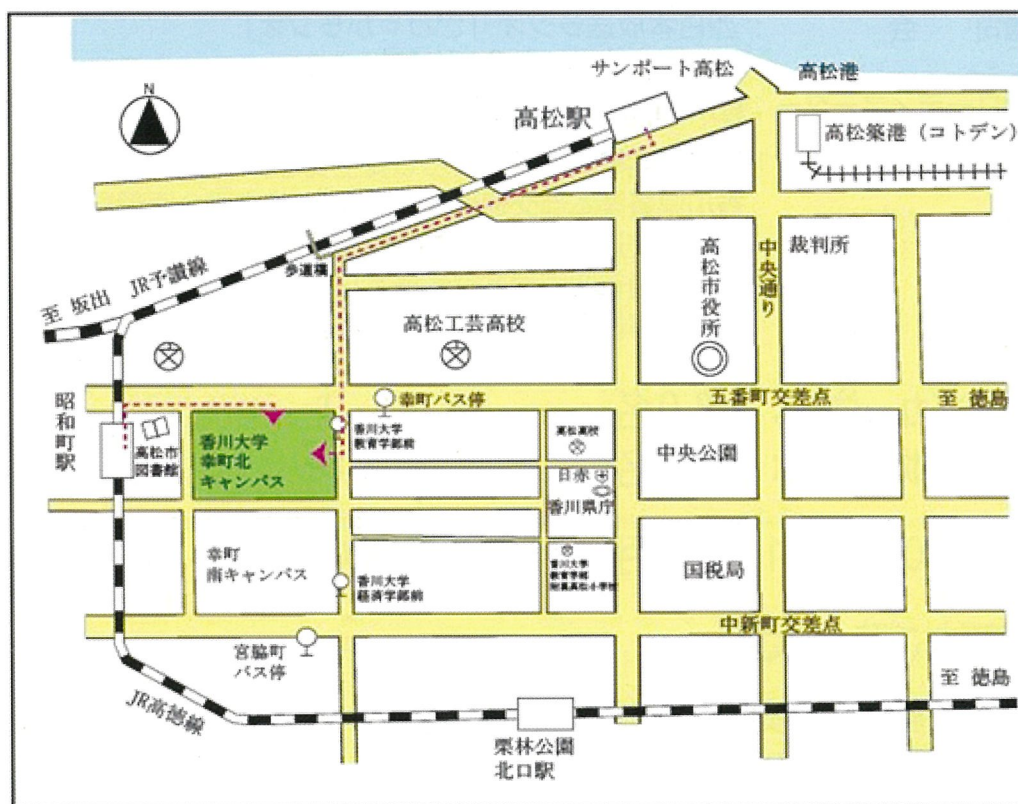 サンポート高松
高松港
N
高松駅
高松築港（コトデン）
歩道橋
至 坂出 JR予讃線
高松市役所
中央通り
裁判所
高松工芸高校
昭和町駅
幸町バス停
五番町交差点
至 徳島
高松市
図書館
香川大学
幸町北
キャンパス
香川大学
教育学部前
高松高校
中央公園
日赤
香川県庁
幸町
南キャンパス
香川大学
経済学部前
香川大学
教育学部
附属高松小学校
国税局
中新町交差点
宮脇町
バス停
JR高徳線
至 徳島
栗林公園
北口駅